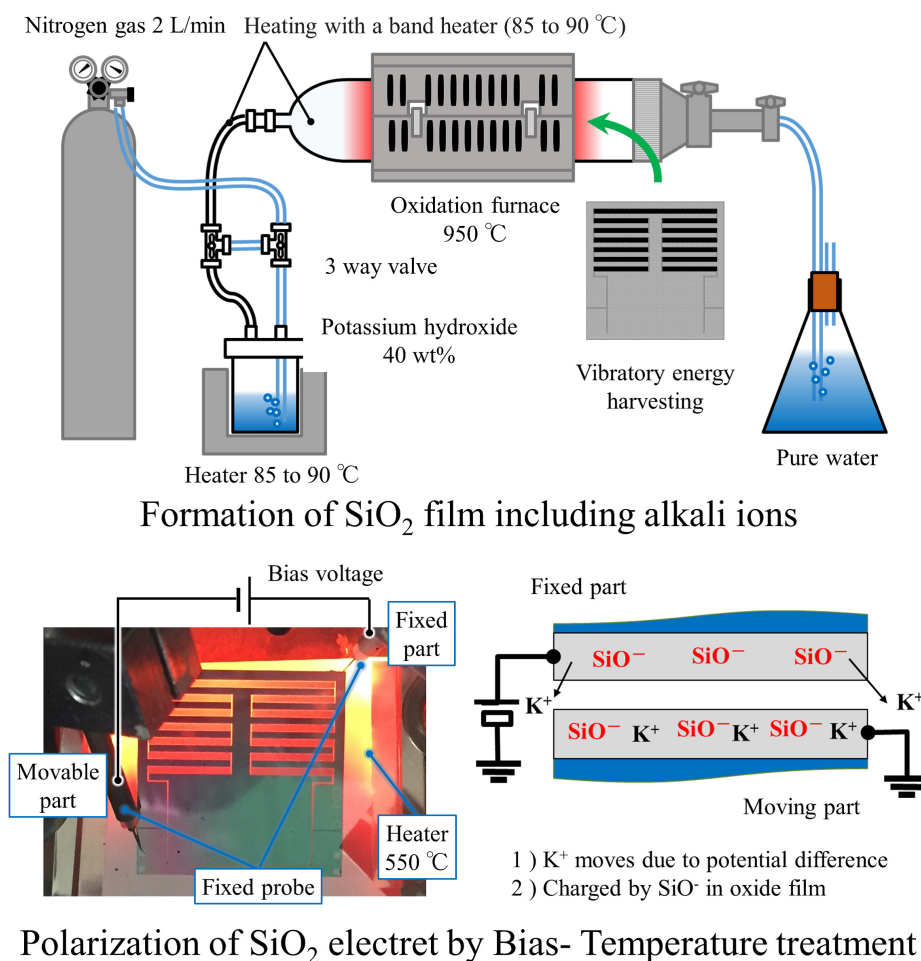 Nitrogen gas 2 L/min
Heating with a band heater (85 to 90 ℃)
Oxidation furnace
950 ℃
3 way valve
Potassium hydroxide
40 wt%
Vibratory energy
harvesting
Heater 85 to 90 ℃
Pure water
Formation of SiO₂ film including alkali ions
Bias voltage
Fixed
part
Movable
part
Heater
550 ℃
Fixed probe
Fixed part
SiO⁻ SiO⁻ SiO⁻
K⁺ K⁺
SiO⁻ K⁺ SiO⁻ K⁺ SiO⁻ K⁺
Moving part
1 ) K⁺ moves due to potential difference
2 ) Charged by SiO⁻ in oxide film
Polarization of SiO₂ electret by Bias- Temperature treatment